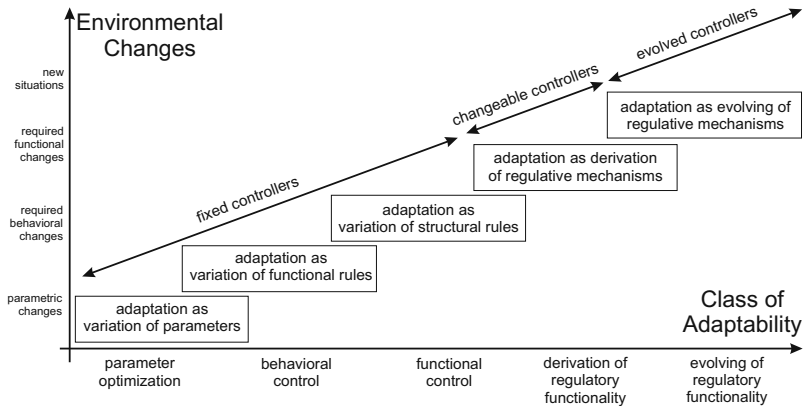 Environmental
Changes
new
situations
required
functional
changes
required
behavioral
changes
parametric
changes
evolved controllers
changeable controllers
fixed controllers
adaptation as evolving of
regulative mechanisms
adaptation as derivation
of regulative mechanisms
adaptation as
variation of structural rules
adaptation as
variation of functional rules
adaptation as
variation of parameters
Class of
Adaptability
parameter
optimization
behavioral
control
functional
control
derivation of
regulatory
functionality
evolving of
regulatory
functionality